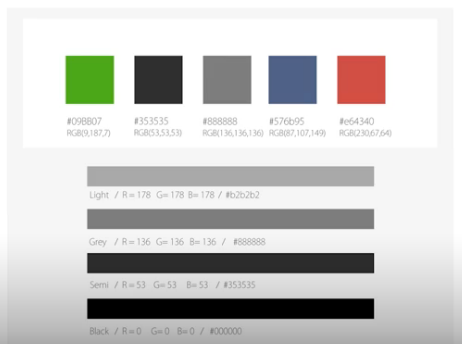 #09BB07 #353535 #888888 #576b95 #e64340
RGB(9,187,7) RGB(53,53,53) RGB(136,136,136) RGB(87,107,149) RGB(230,67,64)
Light / R= 178 G= 178 B= 178 / #b2b2b2
Grey / R= 136 G= 136 B= 136 / #888888
Semi / R= 53 G= 53 B= 53 / #353535
Black / R= 0 G= 0 B= 0 / #000000